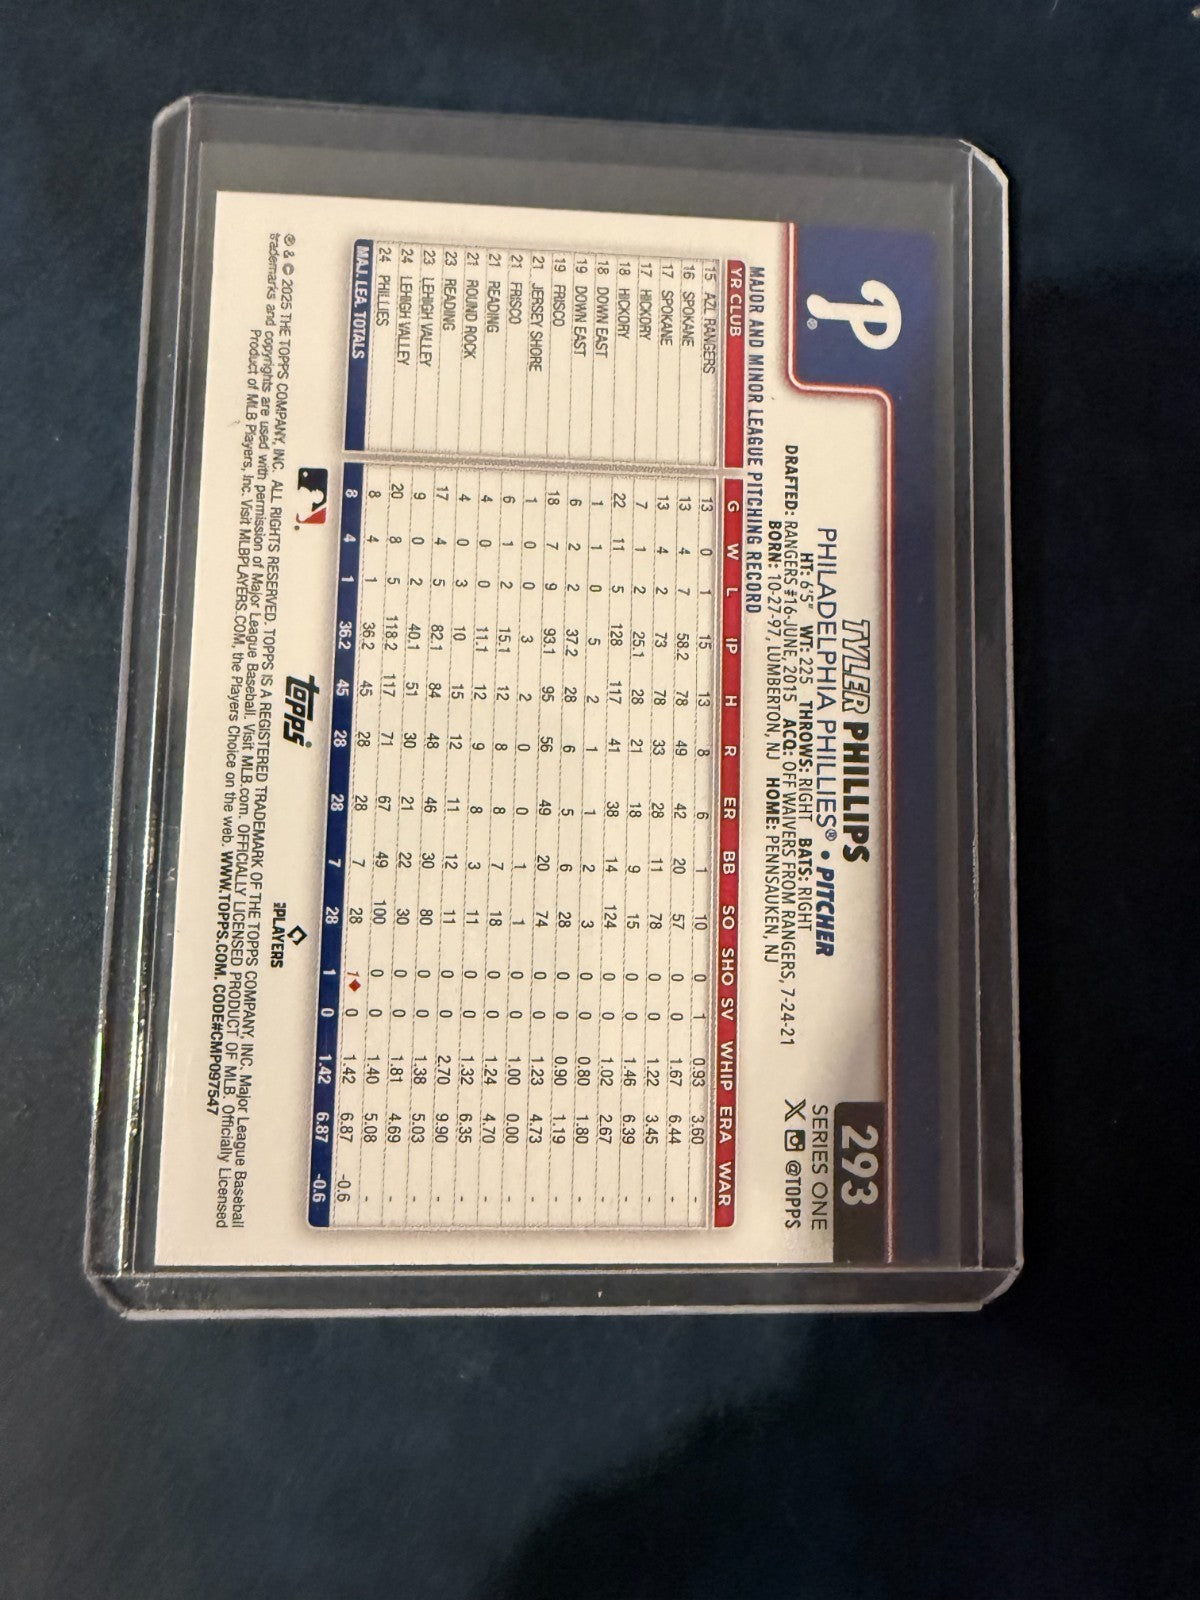 P®
TYLER PHILLIPS
PHILADELPHIA PHILLIES® • PITCHER
HT: 6'5" WT: 225 THROWS: RIGHT BATS: RIGHT
DRAFTED: RANGERS #16-JUNE, 2015 ACQ: OFF WAIVERS FROM RANGERS, 7-24-21
BORN: 10-27-97, LUMBERTON, NJ HOME: PENNSAUKEN, NJ
293
SERIES ONE
X @TOPPS
MAJOR AND MINOR LEAGUE PITCHING RECORD
YR CLUB G W L IP H R ER BB SO SHO SV WHIP ERA WAR
15 AZL RANGERS 13 0 1 15 13 8 6 1 10 0 1 0.93 3.60 -
16 SPOKANE 13 4 7 58.2 78 49 42 20 57 0 0 1.67 6.44 -
17 SPOKANE 13 4 2 73 78 33 28 11 78 0 0 1.22 3.45 -
17 HICKORY 7 1 2 25.1 28 21 18 9 15 0 0 1.46 6.39 -
18 HICKORY 22 11 5 128 117 41 38 14 124 0 0 1.02 2.67 -
18 DOWN EAST 1 1 0 5 2 1 1 2 3 0 0 0.80 1.80 -
19 DOWN EAST 6 2 2 37.2 28 6 5 6 28 0 0 0.90 1.19 -
19 FRISCO 18 7 9 93.1 95 56 49 20 74 0 0 1.23 4.73 -
21 JERSEY SHORE 1 0 0 3 2 0 0 1 1 0 0 1.00 0.00 -
21 FRISCO 6 1 2 15.1 12 8 8 7 18 0 0 1.24 4.70 -
21 READING 4 0 0 11.1 12 9 8 3 11 0 0 1.32 6.35 -
21 ROUND ROCK 4 0 3 10 15 12 11 12 11 0 0 2.70 9.90 -
23 READING 17 4 5 82.1 84 48 46 30 80 0 0 1.38 5.03 -
23 LEHIGH VALLEY 9 0 2 40.1 51 30 21 22 30 0 0 1.81 4.69 -
24 LEHIGH VALLEY 20 8 5 118.2 117 71 67 49 100 0 0 1.40 5.08 -
24 PHILLIES 8 4 1 36.2 45 28 28 7 28 1♦ 0 1.42 6.87 -0.6
MAJ. LEA. TOTALS 8 4 1 36.2 45 28 28 7 28 1 0 1.42 6.87 -0.6
topps
PLAYERS
℗ & © 2025 THE TOPPS COMPANY, INC. ALL RIGHTS RESERVED. TOPPS IS A REGISTERED TRADEMARK OF THE TOPPS COMPANY, INC. Major League Baseball
trademarks and copyrights are used with permission of Major League Baseball. Visit MLB.com. OFFICIALLY LICENSED PRODUCT OF MLB. Officially Licensed
Product of MLB Players, Inc. Visit MLBPLAYERS.COM, the Players Choice on the web. WWW.TOPPS.COM. CODE#CMP097547